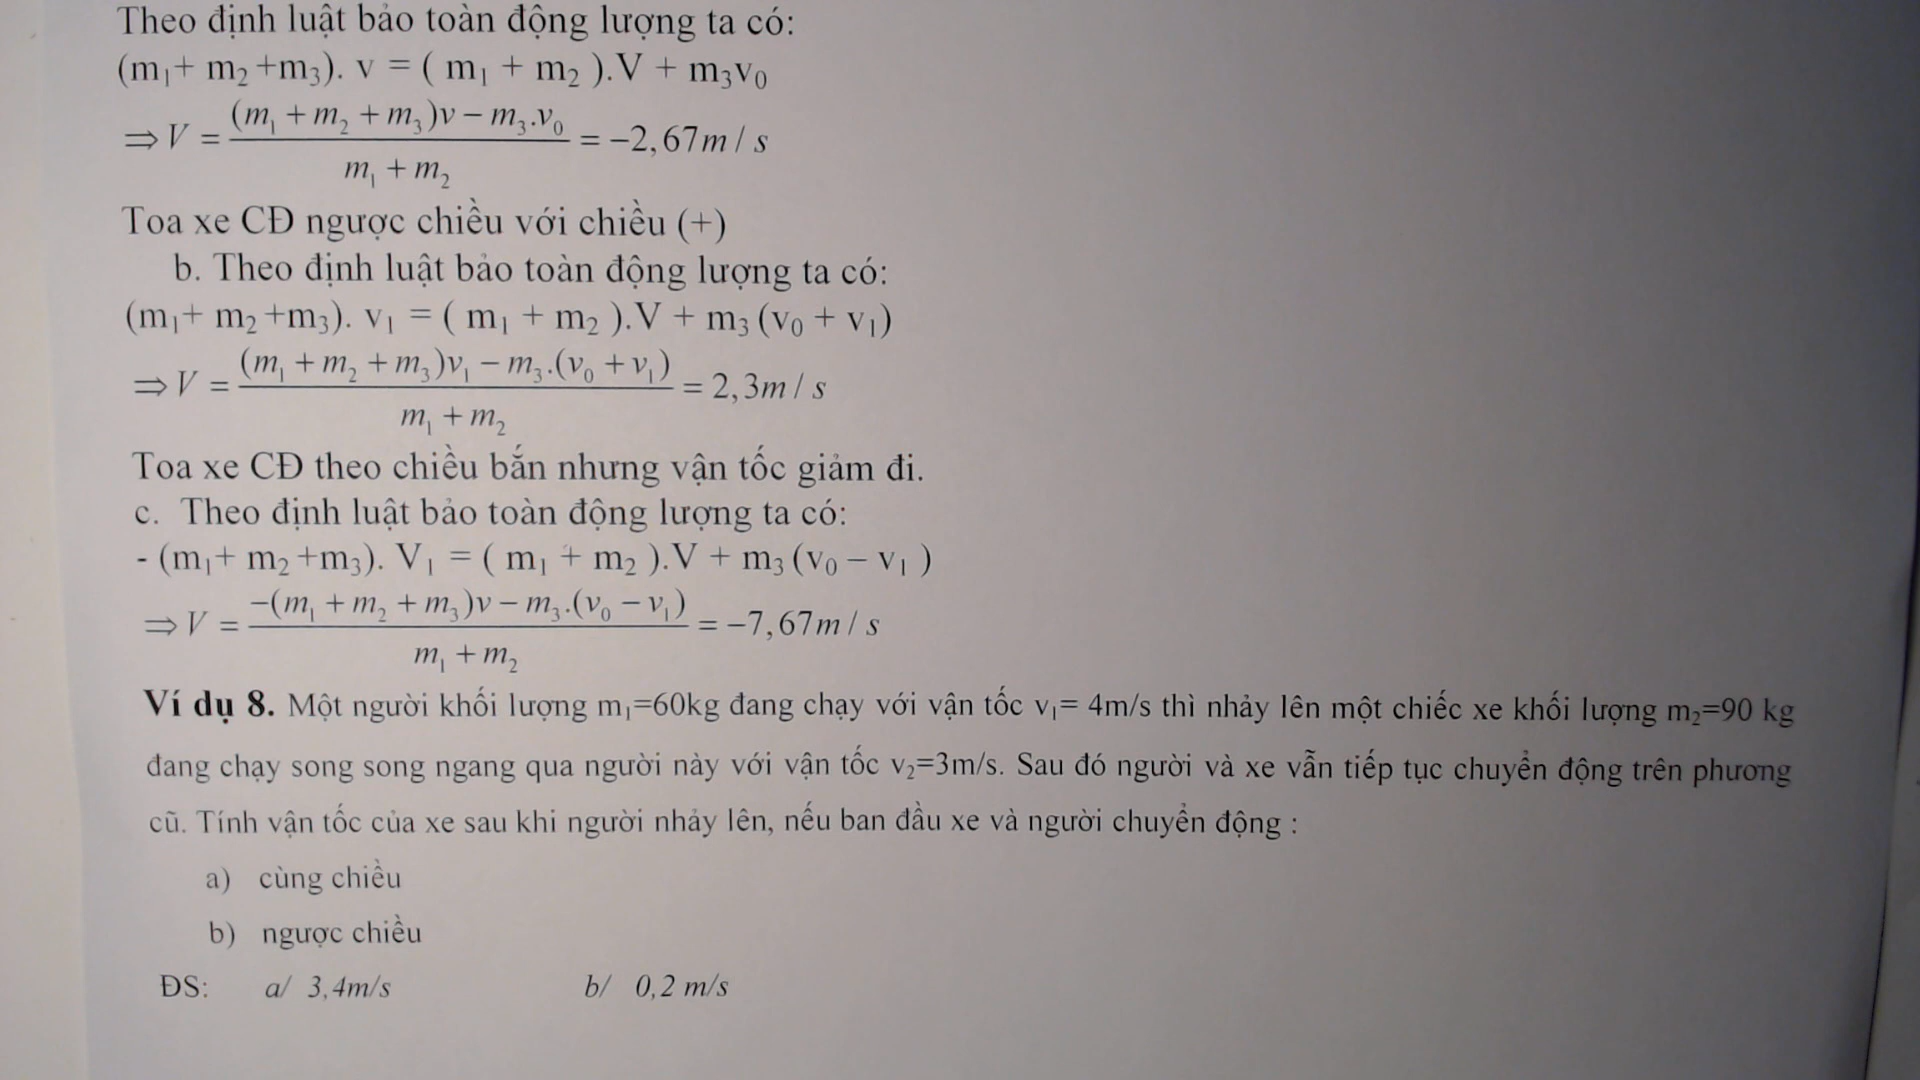 Theo định luật bảo toàn động lượng ta có:
(m₁+ m₂ +m₃). v = ( m₁ + m₂ ).V + m₃v₀
⇒ V = \frac{(m₁ + m₂ + m₃)v − m₃.v₀}{m₁ + m₂} = −2,67m / s
Toa xe CĐ ngược chiều với chiều (+)
b. Theo định luật bảo toàn động lượng ta có:
(m₁+ m₂ +m₃). v₁ = ( m₁ + m₂ ).V + m₃ (v₀ + v₁)
⇒ V = \frac{(m₁ + m₂ + m₃)v₁ − m₃.(v₀ + v₁)}{m₁ + m₂} = 2,3m / s
Toa xe CĐ theo chiều bắn nhưng vận tốc giảm đi.
c. Theo định luật bảo toàn động lượng ta có:
- (m₁+ m₂ +m₃). V₁ = ( m₁ + m₂ ).V + m₃ (v₀ – v₁ )
⇒ V = \frac{−(m₁ + m₂ + m₃)v − m₃.(v₀ − v₁)}{m₁ + m₂} = −7,67m / s
Ví dụ 8. Một người khối lượng m₁=60kg đang chạy với vận tốc v₁= 4m/s thì nhảy lên một chiếc xe khối lượng m₂=90 kg
đang chạy song song ngang qua người này với vận tốc v₂=3m/s. Sau đó người và xe vẫn tiếp tục chuyển động trên phương
cũ. Tính vận tốc của xe sau khi người nhảy lên, nếu ban đầu xe và người chuyển động :
a) cùng chiều
b) ngược chiều
ĐS: a/ 3,4m/s b/ 0,2 m/s